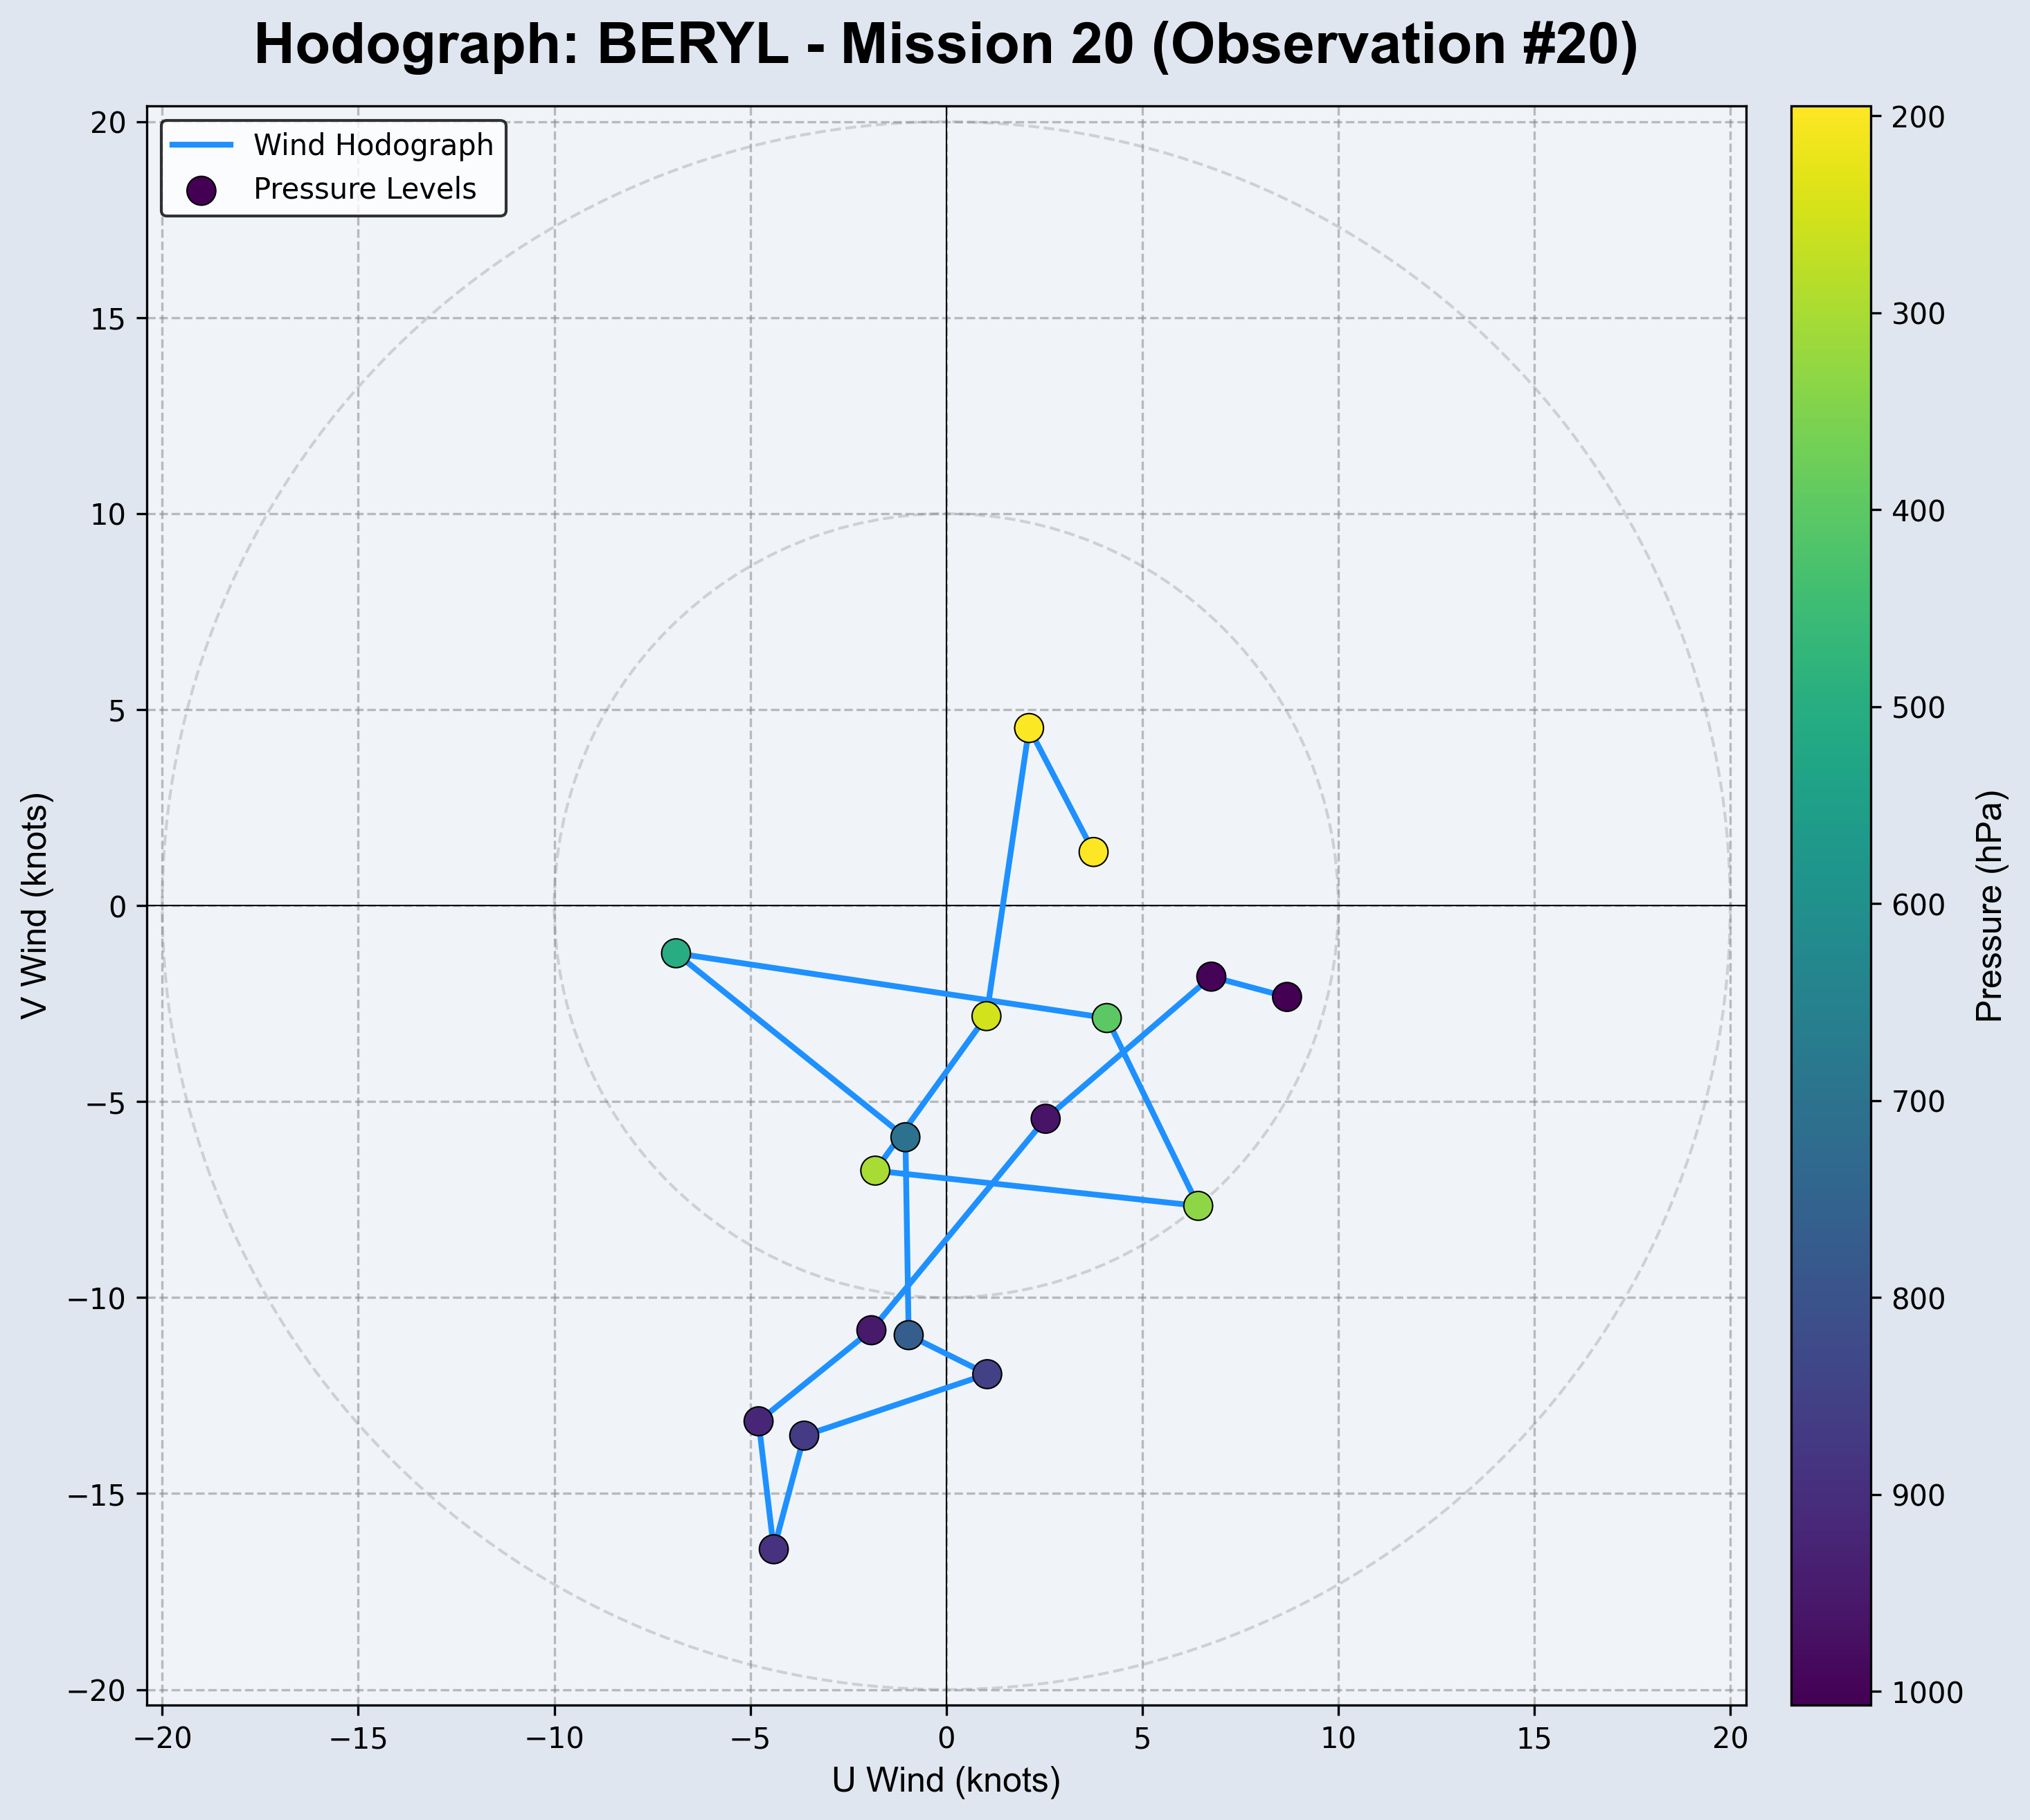 Hodograph: BERYL - Mission 20 (Observation #20)
Wind Hodograph
Pressure Levels
20
15
10
5
0
−5
−10
−15
−20
V Wind (knots)
−20 −15 −10 −5 0 5 10 15 20
U Wind (knots)
200
300
400
500
600
700
800
900
1000
Pressure (hPa)